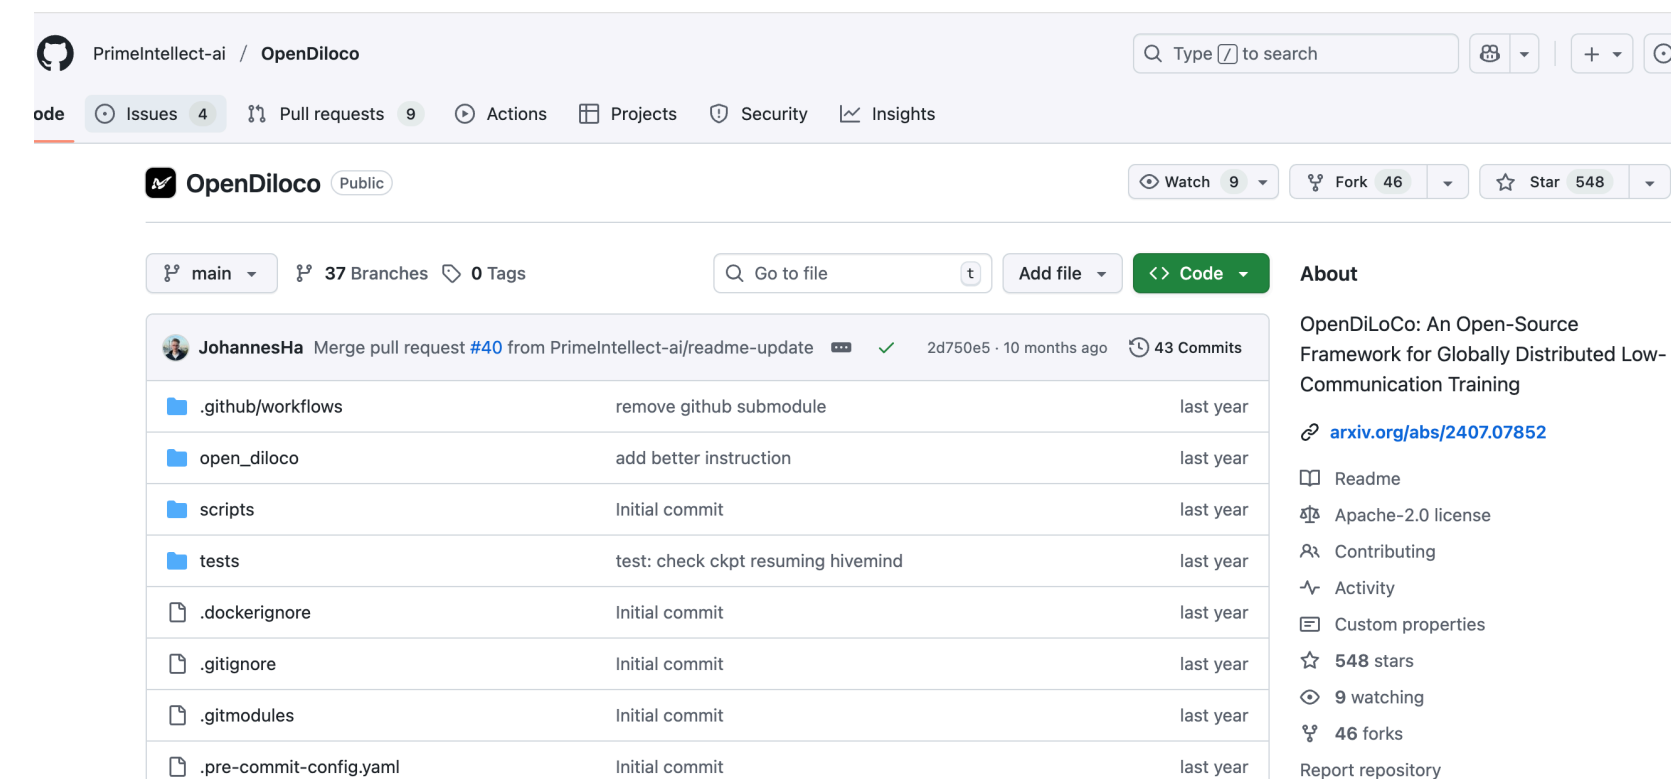 PrimeIntellect-ai / OpenDiloco
Type / to search
ode
Issues 4
Pull requests 9
Actions
Projects
Security
Insights
OpenDiloco Public
Watch 9
Fork 46
Star 548
main
37 Branches
0 Tags
Go to file t
Add file
<> Code
JohannesHa Merge pull request #40 from PrimeIntellect-ai/readme-update
2d750e5 · 10 months ago
43 Commits
.github/workflows remove github submodule last year
open_diloco add better instruction last year
scripts Initial commit last year
tests test: check ckpt resuming hivemind last year
.dockerignore Initial commit last year
.gitignore Initial commit last year
.gitmodules Initial commit last year
.pre-commit-config.yaml Initial commit last year
About
OpenDiLoCo: An Open-Source
Framework for Globally Distributed Low-
Communication Training
arxiv.org/abs/2407.07852
Readme
Apache-2.0 license
Contributing
Activity
Custom properties
548 stars
9 watching
46 forks
Report repository